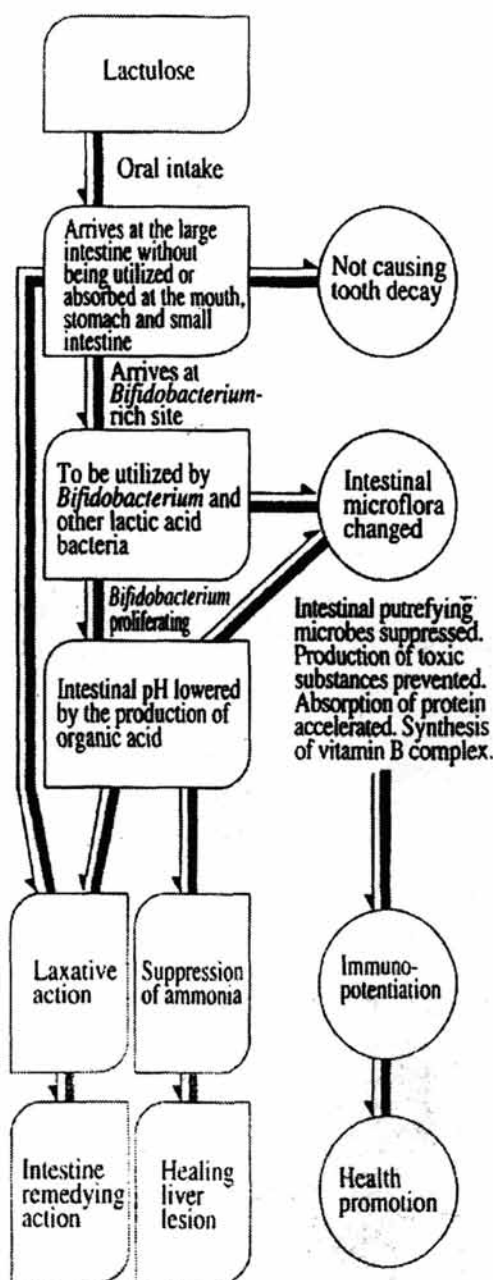 Lactulose
Oral intake
Arrives at the large
intestine without
being utilized or
absorbed at the mouth,
stomach and small
intestine
Not causing
tooth decay
Arrives at
Bifidobacterium-
rich site
To be utilized by
Bifidobacterium and
other lactic acid
bacteria
Intestinal
microflora
changed
Bifidobacterium
proliferating
Intestinal pH lowered
by the production of
organic acid
Intestinal putrefying
microbes suppressed.
Production of toxic
substances prevented.
Absorption of protein
accelerated. Synthesis
of vitamin B complex.
Laxative
action
Suppression
of ammonia
Immuno-
potentiation
Intestine
remedying
action
Healing
liver
lesion
Health
promotion